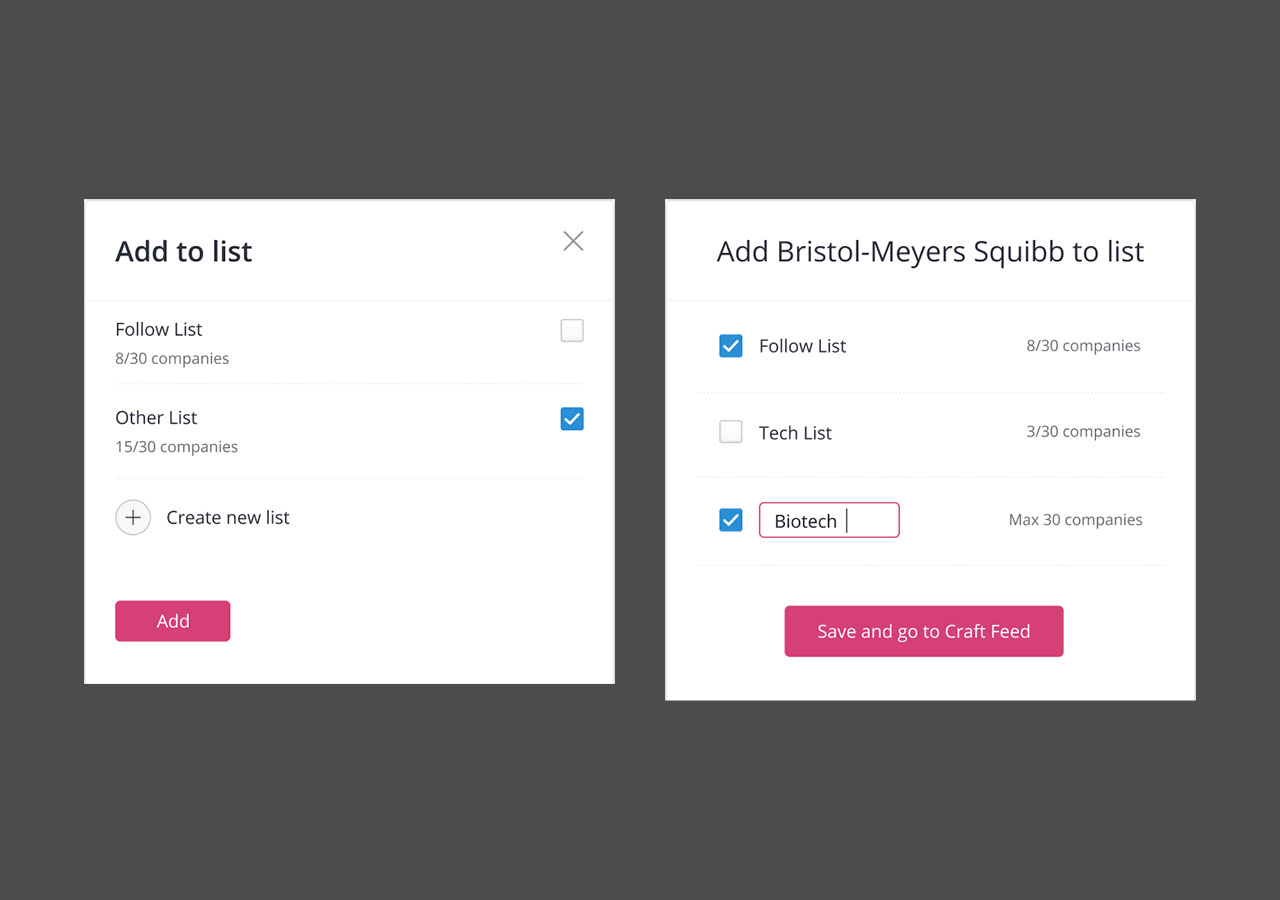 Add to list
Follow List
8/30 companies
Other List
15/30 companies
Create new list
Add
Add Bristol-Meyers Squibb to list
Follow List 8/30 companies
Tech List 3/30 companies
Biotech Max 30 companies
Save and go to Craft Feed